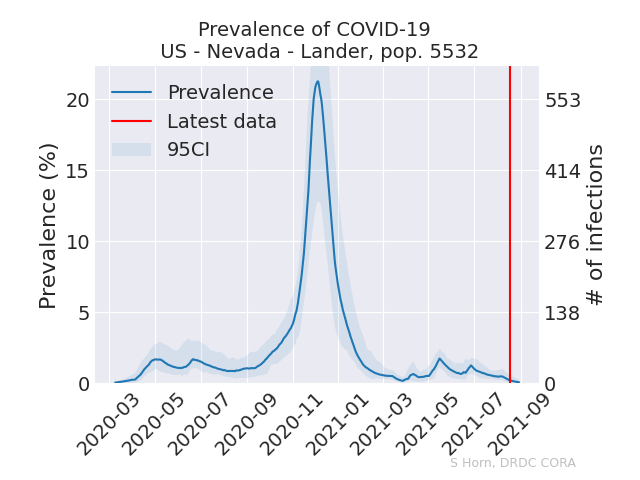 Prevalence of COVID-19
US - Nevada - Lander, pop. 5532
Prevalence
Latest data
95CI
Prevalence (%)
20
15
10
5
0
553
414
276
138
0
# of infections
2020-03
2020-05
2020-07
2020-09
2020-11
2021-01
2021-03
2021-05
2021-07
2021-09
S Horn, DRDC CORA